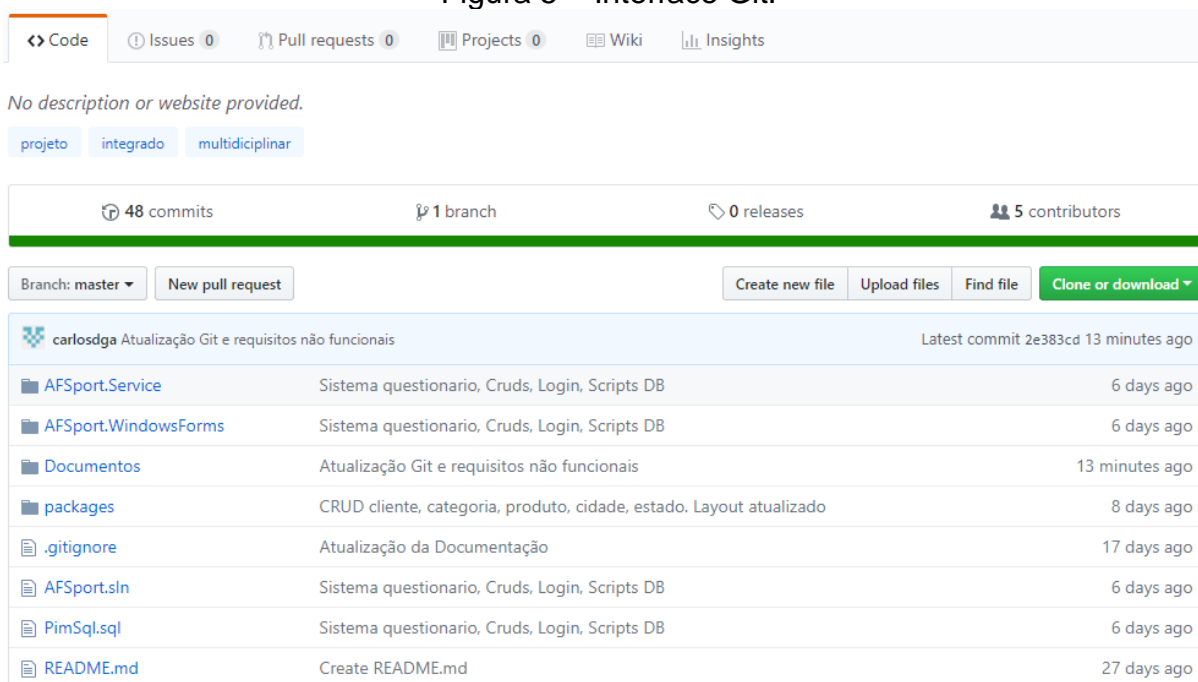 <> Code Issues 0 Pull requests 0 Projects 0 Wiki Insights
No description or website provided.
projeto integrado multidiciplinar
48 commits 1 branch 0 releases 5 contributors
Branch: master New pull request Create new file Upload files Find file Clone or download
carlosdga Atualização Git e requisitos não funcionais Latest commit 2e383cd 13 minutes ago
AFSport.Service Sistema questionario, Cruds, Login, Scripts DB 6 days ago
AFSport.WindowsForms Sistema questionario, Cruds, Login, Scripts DB 6 days ago
Documentos Atualização Git e requisitos não funcionais 13 minutes ago
packages CRUD cliente, categoria, produto, cidade, estado. Layout atualizado 8 days ago
.gitignore Atualização da Documentação 17 days ago
AFSport.sln Sistema questionario, Cruds, Login, Scripts DB 6 days ago
PimSql.sql Sistema questionario, Cruds, Login, Scripts DB 6 days ago
README.md Create README.md 27 days ago